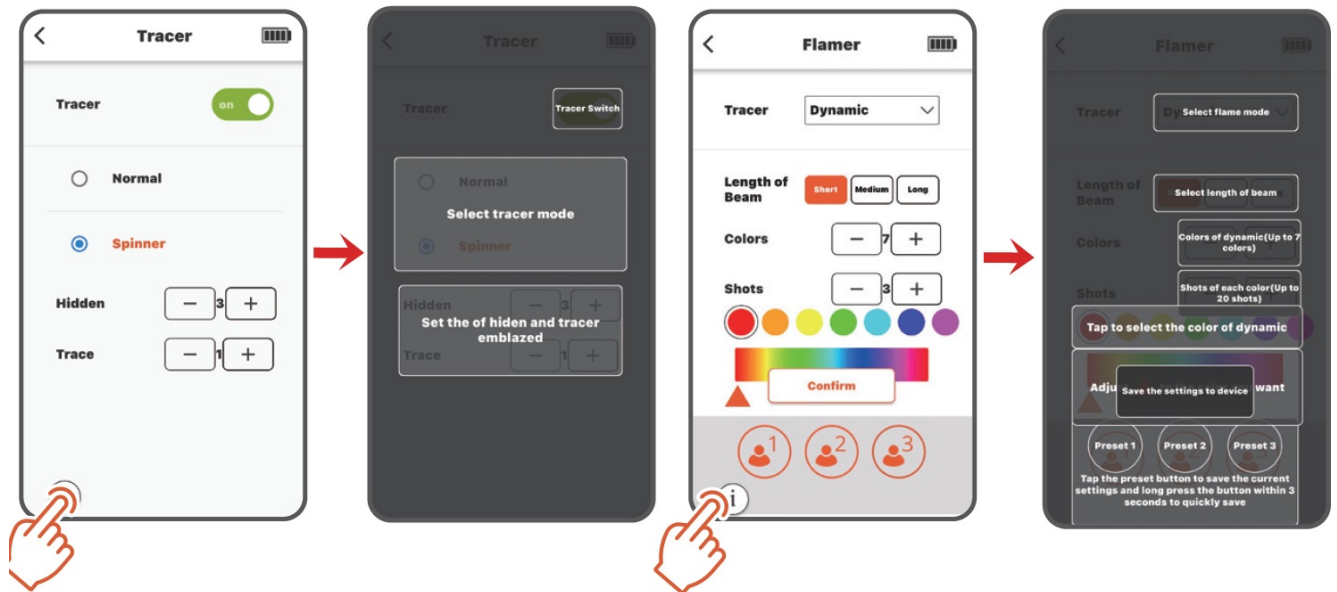 Tracer
Tracer
on
Normal
Spinner
Hidden
3
Trace
1
Tracer
Tracer
Tracer Switch
Normal
Select tracer mode
Spinner
Hidden
3
Set the of hiden and tracer
emblazed
Trace
1
Flamer
Tracer
Dynamic
Length of
Beam
Short
Medium
Long
Colors
7
Shots
3
Confirm
1
2
3
i
Flamer
Tracer
Select flame mode
Length of
Beam
Select length of beam
Colors
Colors of dynamic(Up to 7
colors)
Shots
Shots of each color(Up to
20 shots)
Tap to select the color of dynamic
want
Save the settings to device
Preset 1
Preset 2
Preset 3
Tap the preset button to save the current
settings and long press the button within 3
seconds to quickly save